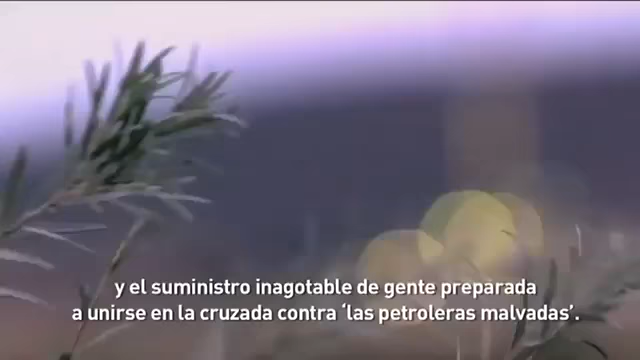 y el suministro inagotable de gente preparada
a unirse en la cruzada contra ‘las petroleras malvadas’.